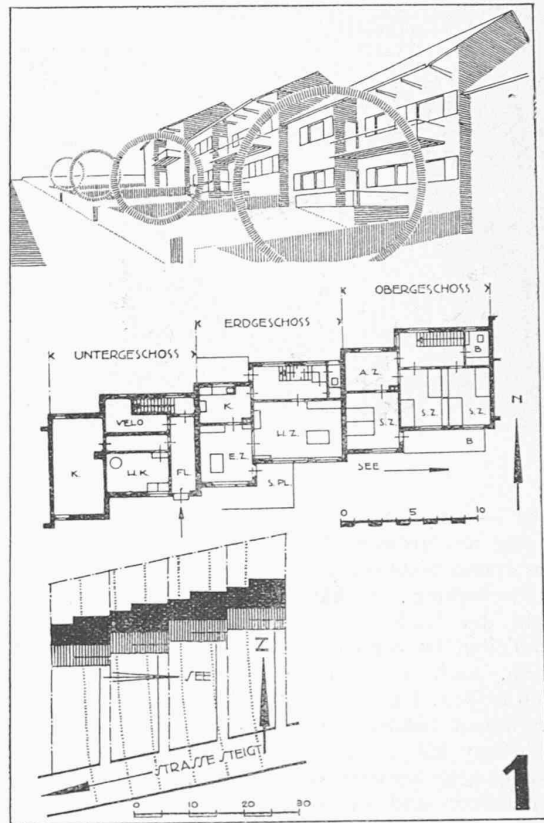 OBERGESCHOSS
ERDGESCHOSS
UNTERGESCHOSS
VELO
K.
W.K.
FL.
K.
E.Z.
W.Z.
S.PL.
A.Z.
S.Z.
S.Z.
S.Z.
B
B
SEE
N
0 5 10
SEE
N
STRASSE STEIGT
0 10 20 30
1